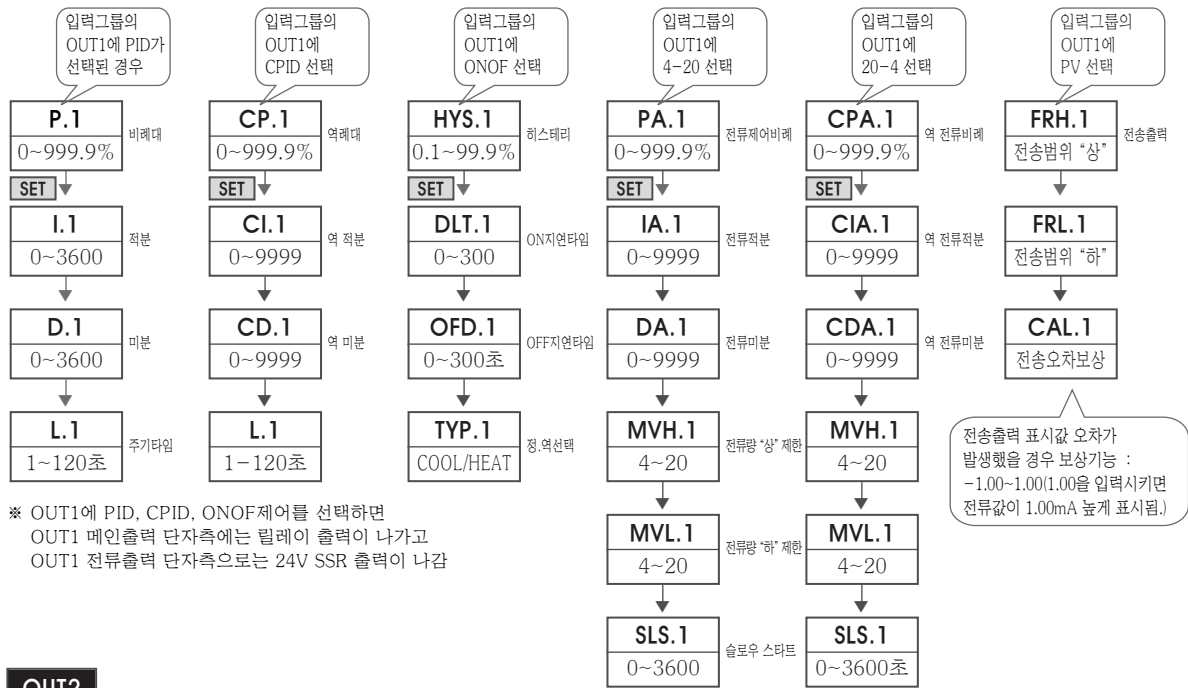 입력그룹의
OUT1에 PID가
선택된 경우
P.1
0~999.9%
비례대
SET
I.1
0~3600
적분
D.1
0~3600
미분
L.1
1~120초
주기타임
입력그룹의
OUT1에
CPID 선택
CP.1
0~999.9%
역례대
SET
CI.1
0~9999
역 적분
CD.1
0~9999
역 미분
L.1
1-120초
입력그룹의
OUT1에
ONOF 선택
HYS.1
0.1~99.9%
히스테리
SET
DLT.1
0~300
ON지연타임
OFD.1
0~300초
OFF지연타임
TYP.1
COOL/HEAT
정.역선택
입력그룹의
OUT1에
4-20 선택
PA.1
0~999.9%
전류제어비례
SET
IA.1
0~9999
전류적분
DA.1
0~9999
전류미분
MVH.1
4~20
전류량 “상” 제한
MVL.1
4~20
전류량 “하” 제한
SLS.1
0~3600
슬로우 스타트
입력그룹의
OUT1에
20-4 선택
CPA.1
0~999.9%
역 전류비례
SET
CIA.1
0~9999
역 전류적분
CDA.1
0~9999
역 전류미분
MVH.1
4~20
MVL.1
4~20
SLS.1
0~3600초
입력그룹의
OUT1에
PV 선택
FRH.1
전송범위 “상”
전송출력
FRL.1
전송범위 “하”
CAL.1
전송오차보상
전송출력 표시값 오차가
발생했을 경우 보상기능 :
-1.00~1.00(1.00을 입력시키면
전류값이 1.00mA 높게 표시됨.)
※ OUT1에 PID, CPID, ONOF제어를 선택하면
OUT1 메인출력 단자측에는 릴레이 출력이 나가고
OUT1 전류출력 단자측으로는 24V SSR 출력이 나감
OUT2